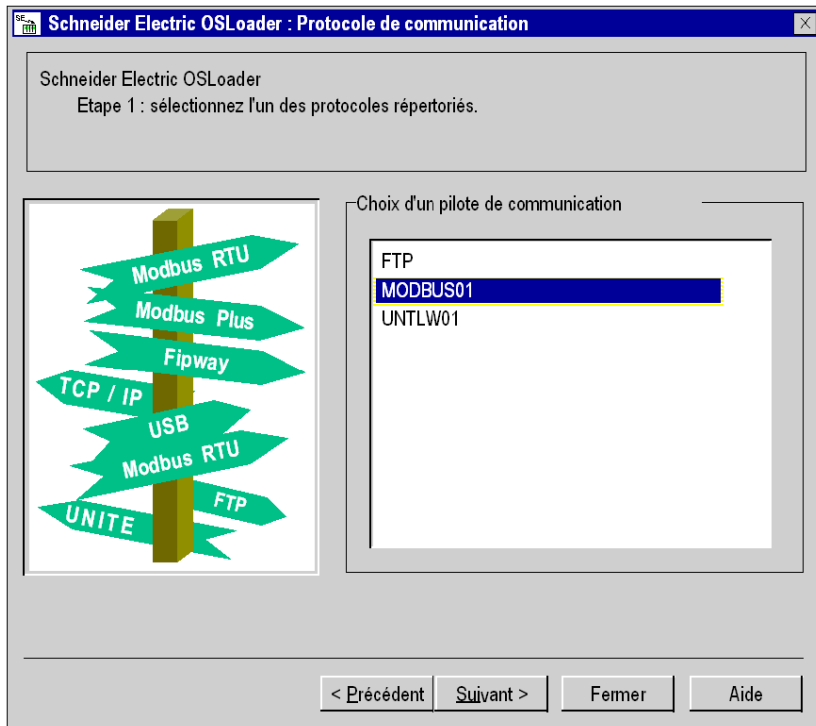 Schneider Electric OSLoader : Protocole de communication
Schneider Electric OSLoader
Etape 1 : sélectionnez l'un des protocoles répertoriés.
Modbus RTU
Modbus Plus
Fipway
TCP / IP
USB
Modbus RTU
FTP
UNITE
Choix d'un pilote de communication
FTP
MODBUS01
UNTLW01
< Précédent
Suivant >
Fermer
Aide